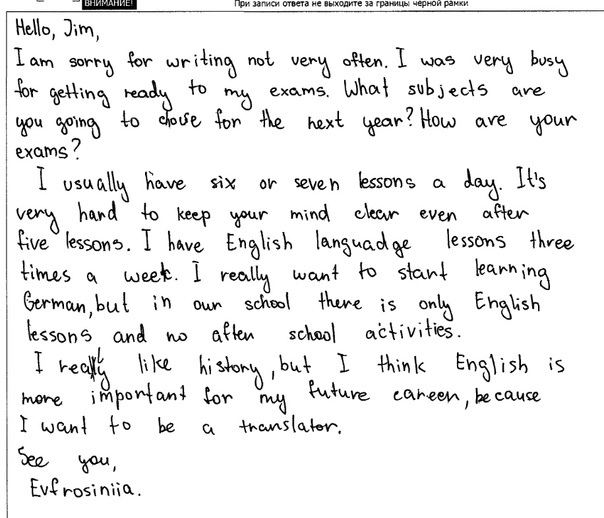 ВНИМАНИЕ!
При записи ответа не выходите за границы черной рамки
Hello, Jim,
I am sorry for writing not very often. I was very busy
for getting ready to my exams. What subjects are
you going to for the next year? How are your
exams?
I usually have six or seven lessons a day. It's
very hard to keep your mind clear even after
five lessons. I have English languadge lessons three
times a week. I really want to start learning
German, but in our school there is only English
lessons and no after school activities.
I really like history, but I think English is
more important for my future career, because
I want to be a translator.
See you,
Evfrosiniia.